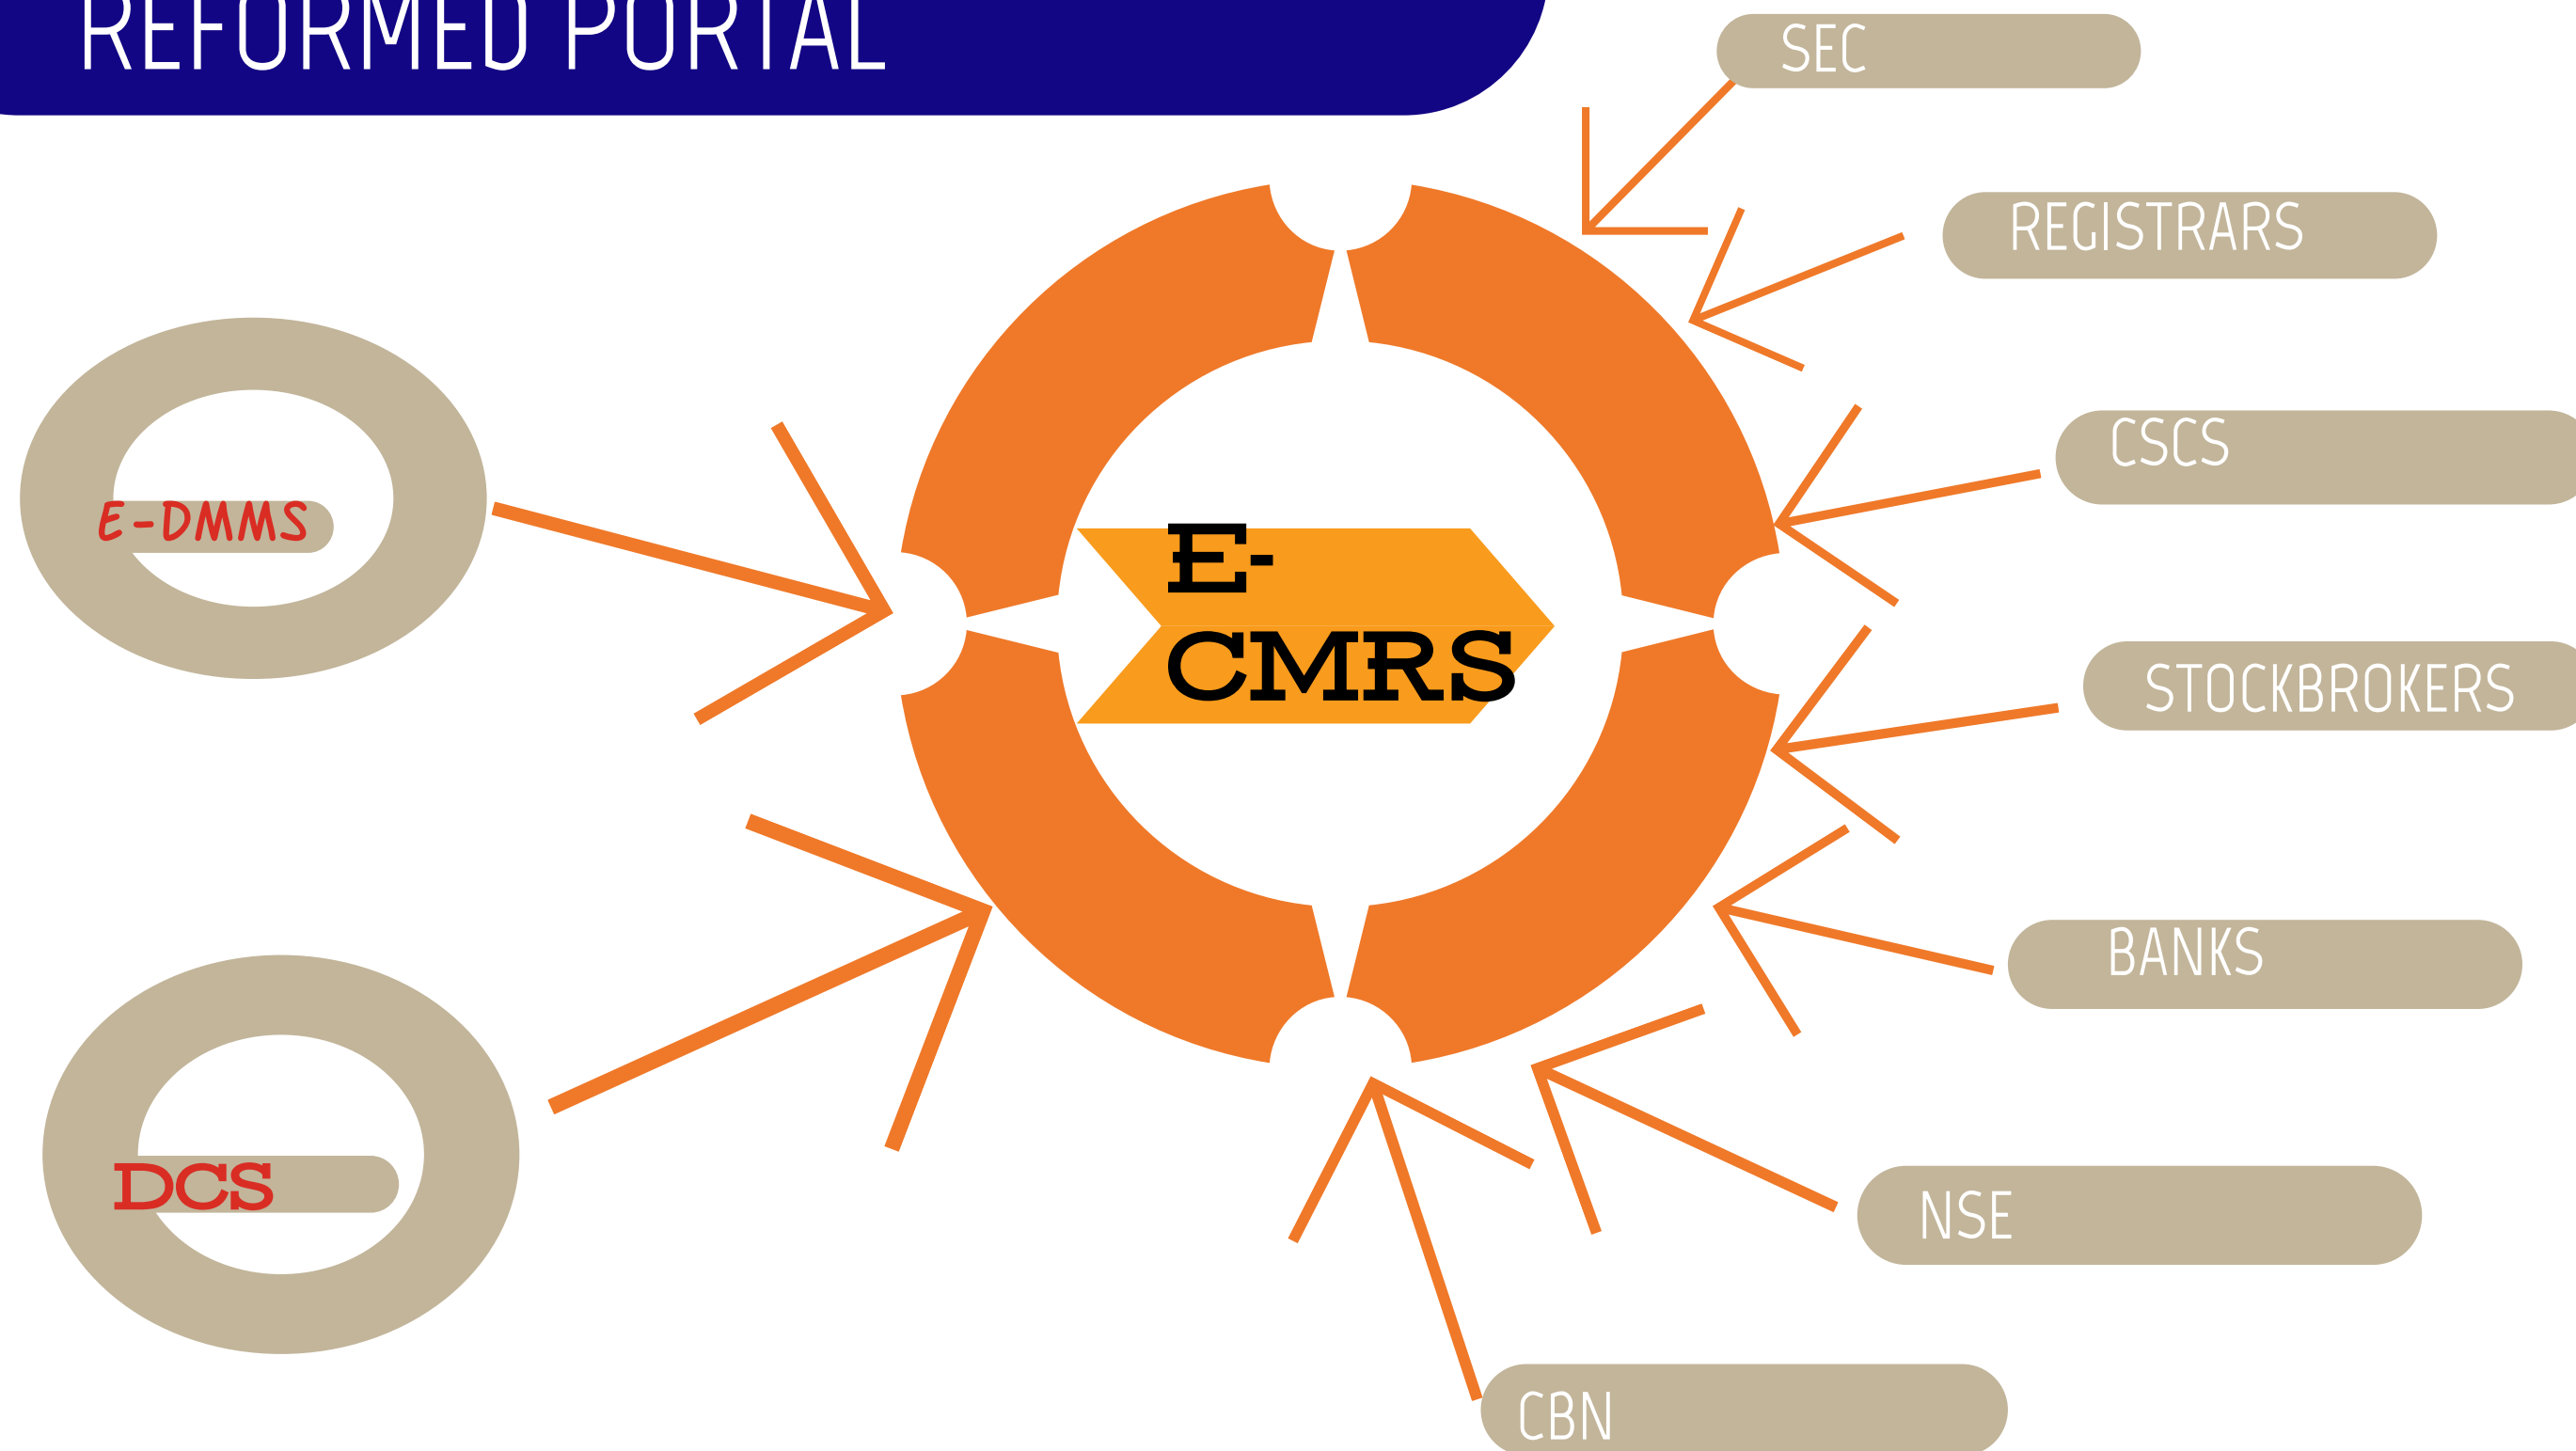 REFORMED PORTAL
SEC
REGISTRARS
CSCS
E-DMMS
E-
CMRS
STOCKBROKERS
BANKS
DCS
NSE
CBN